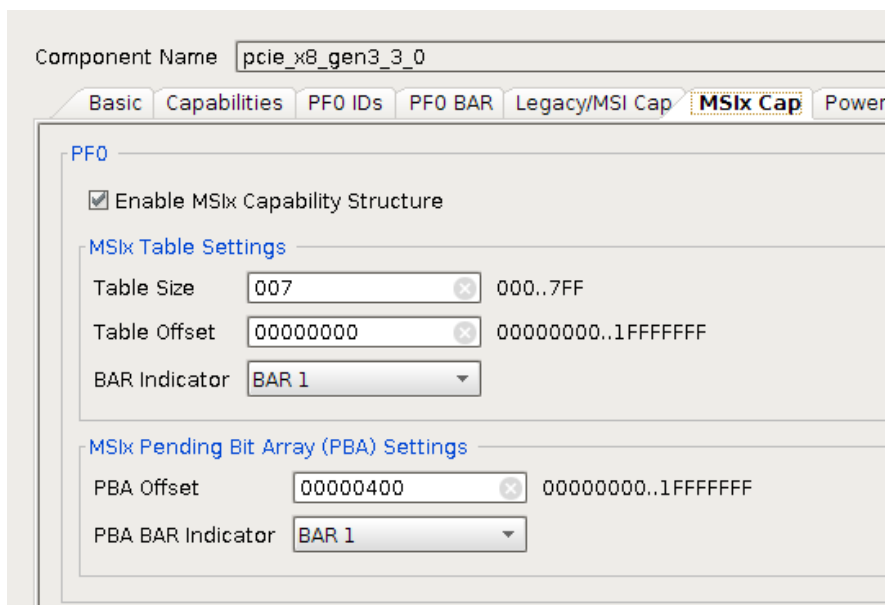 Component Name pcie_x8_gen3_3_0
Basic Capabilities PF0 IDs PF0 BAR Legacy/MSI Cap MSIx Cap Power
PF0
Enable MSIx Capability Structure
MSIx Table Settings
Table Size 007 000..7FF
Table Offset 00000000 00000000..1FFFFFFF
BAR Indicator BAR 1
MSIx Pending Bit Array (PBA) Settings
PBA Offset 00000400 00000000..1FFFFFFF
PBA BAR Indicator BAR 1